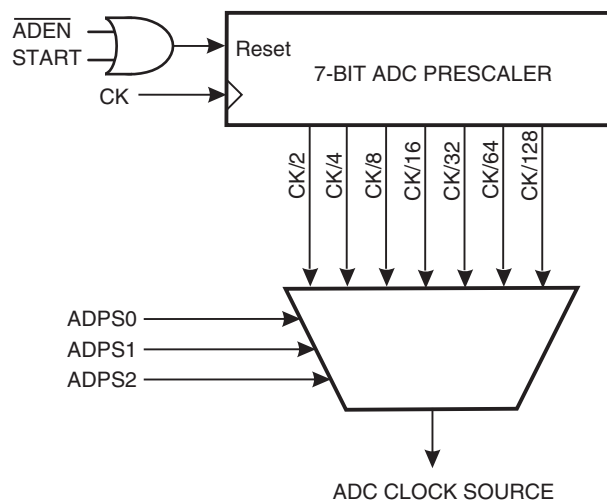 ADEN
START
Reset
7-BIT ADC PRESCALER
CK
CK/2
CK/4
CK/8
CK/16
CK/32
CK/64
CK/128
ADPS0
ADPS1
ADPS2
ADC CLOCK SOURCE